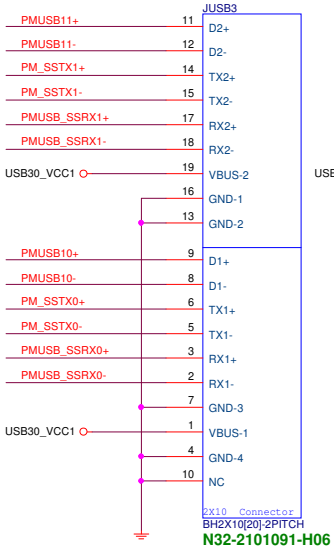 JUSB3
PMUSB11+ 11 D2+
PMUSB11- 12 D2-
PM_SSTX1+ 14 TX2+
PM_SSTX1- 15 TX2-
PMUSB_SSRX1+ 17 RX2+
PMUSB_SSRX1- 18 RX2-
USB30_VCC1 19 VBUS-2 USB
16 GND-1
13 GND-2
PMUSB10+ 9 D1+
PMUSB10- 8 D1-
PM_SSTX0+ 6 TX1+
PM_SSTX0- 5 TX1-
PMUSB_SSRX0+ 3 RX1+
PMUSB_SSRX0- 2 RX1-
7 GND-3
USB30_VCC1 1 VBUS-1
4 GND-4
10 NC
2X10 Connector
BH2X10[20]-2PITCH
N32-2101091-H06